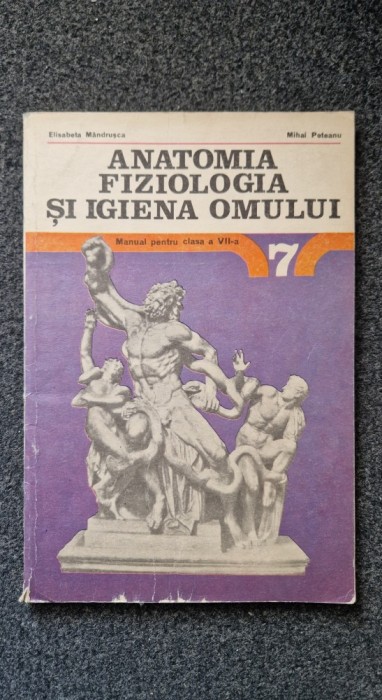 Elisabeta Mândrușca
Mihai Peteanu
ANATOMIA
FIZIOLOGIA
ȘI IGIENA OMULUI
Manual pentru clasa a VII-a
7